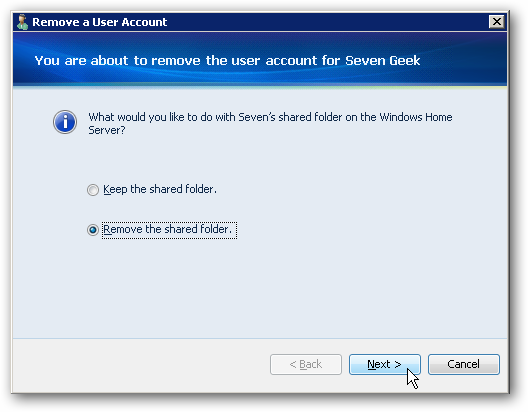 Remove a User Account
You are about to remove the user account for Seven Geek
What would you like to do with Seven's shared folder on the Windows Home
Server?
Keep the shared folder.
Remove the shared folder.
< Back
Next >
Cancel